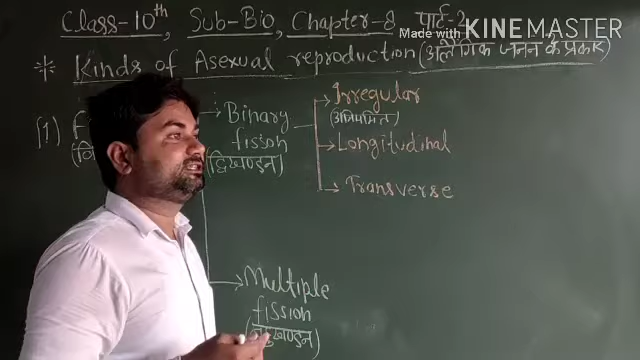 Class-10th, Sub-Bio, Chapter-8, पार्ट-2
Made with KINEMASTER
* Kinds of Asexual reproduction (अलैंगिक जनन के प्रकार)
(1)
Binary
fisson
(द्विखण्डन)
Irregular
(अनियमित)
Longitudinal
Transverse
Multiple
fission